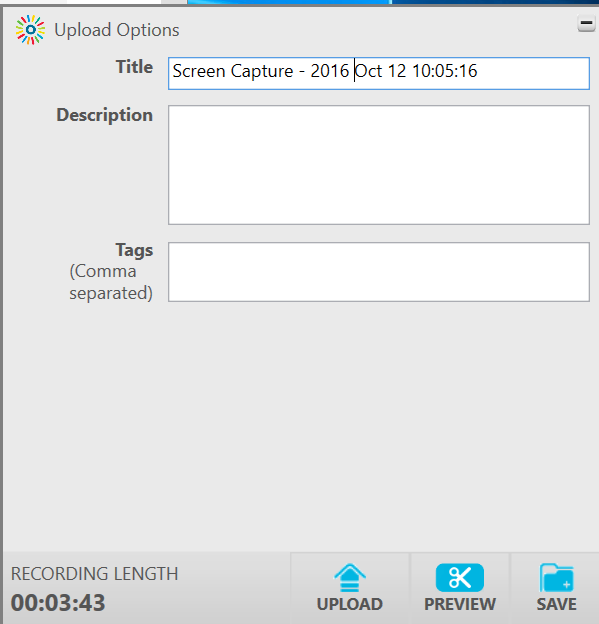 Upload Options
Title
Screen Capture - 2016 Oct 12 10:05:16
Description
Tags
(Comma
separated)
RECORDING LENGTH
00:03:43
UPLOAD
PREVIEW
SAVE